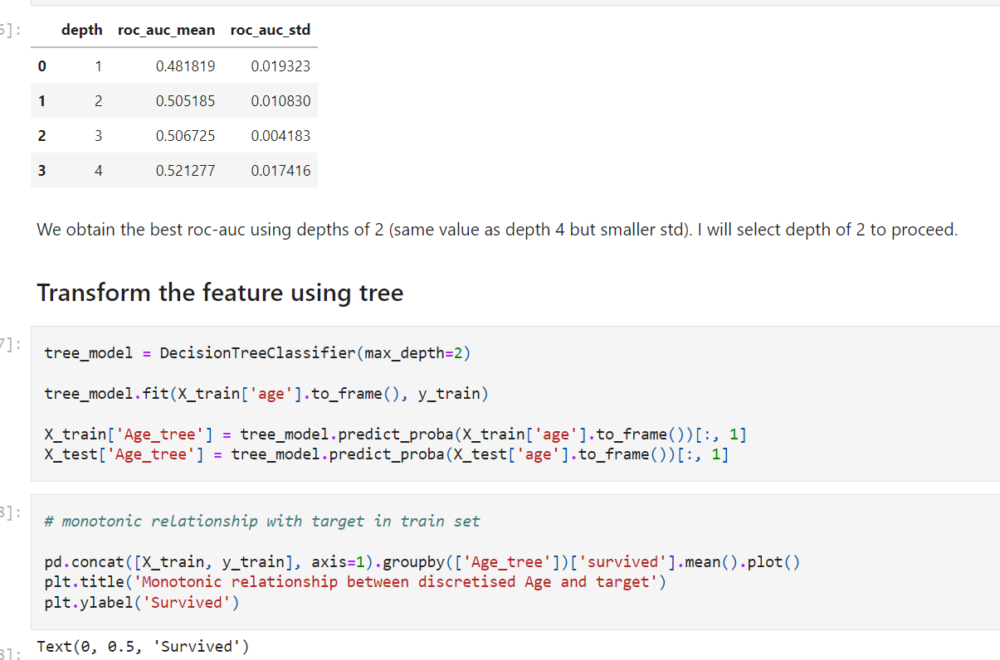 6]:
depth roc_auc_mean roc_auc_std
0 1 0.481819 0.019323
1 2 0.505185 0.010830
2 3 0.506725 0.004183
3 4 0.521277 0.017416
We obtain the best roc-auc using depths of 2 (same value as depth 4 but smaller std). I will select depth of 2 to proceed.
Transform the feature using tree
7]:
tree_model = DecisionTreeClassifier(max_depth=2)
tree_model.fit(X_train['age'].to_frame(), y_train)
X_train['Age_tree'] = tree_model.predict_proba(X_train['age'].to_frame())[:, 1]
X_test['Age_tree'] = tree_model.predict_proba(X_test['age'].to_frame())[:, 1]
8]:
# monotonic relationship with target in train set
pd.concat([X_train, y_train], axis=1).groupby(['Age_tree'])['survived'].mean().plot()
plt.title('Monotonic relationship between discretised Age and target')
plt.ylabel('Survived')
8]:
Text(0, 0.5, 'Survived')